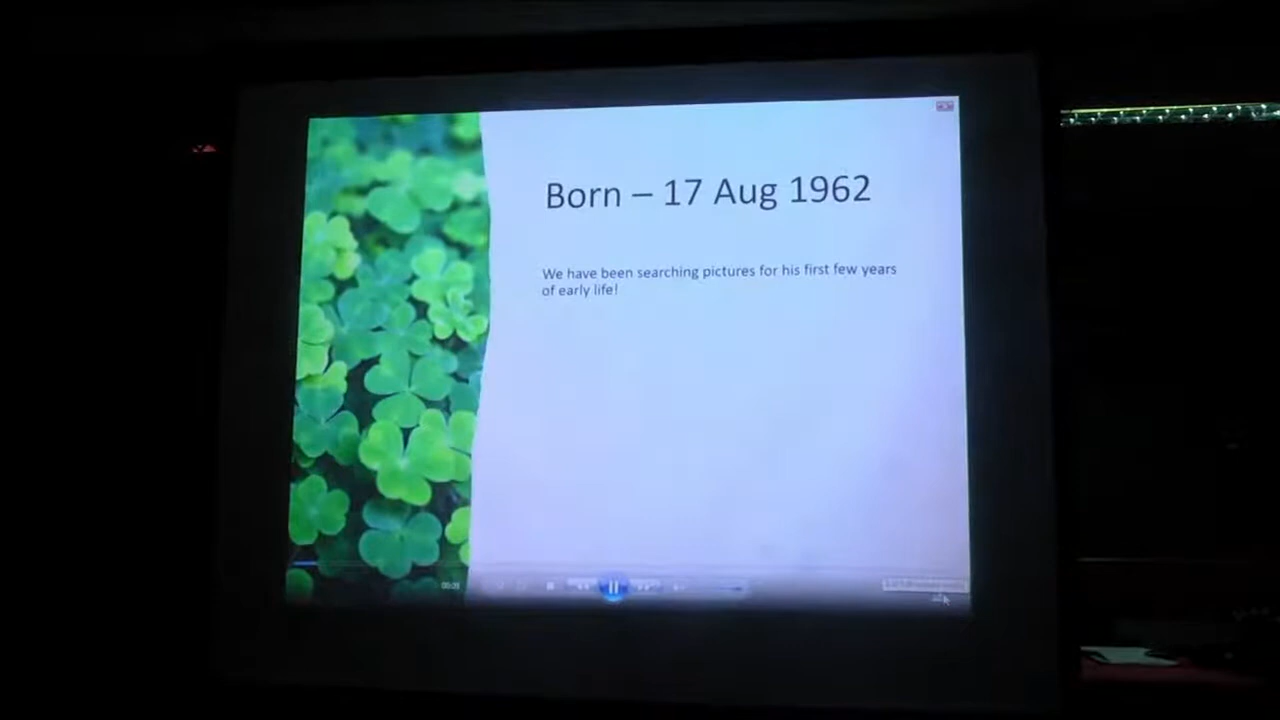 Born – 17 Aug 1962
We have been searching pictures for his first few years
of early life!